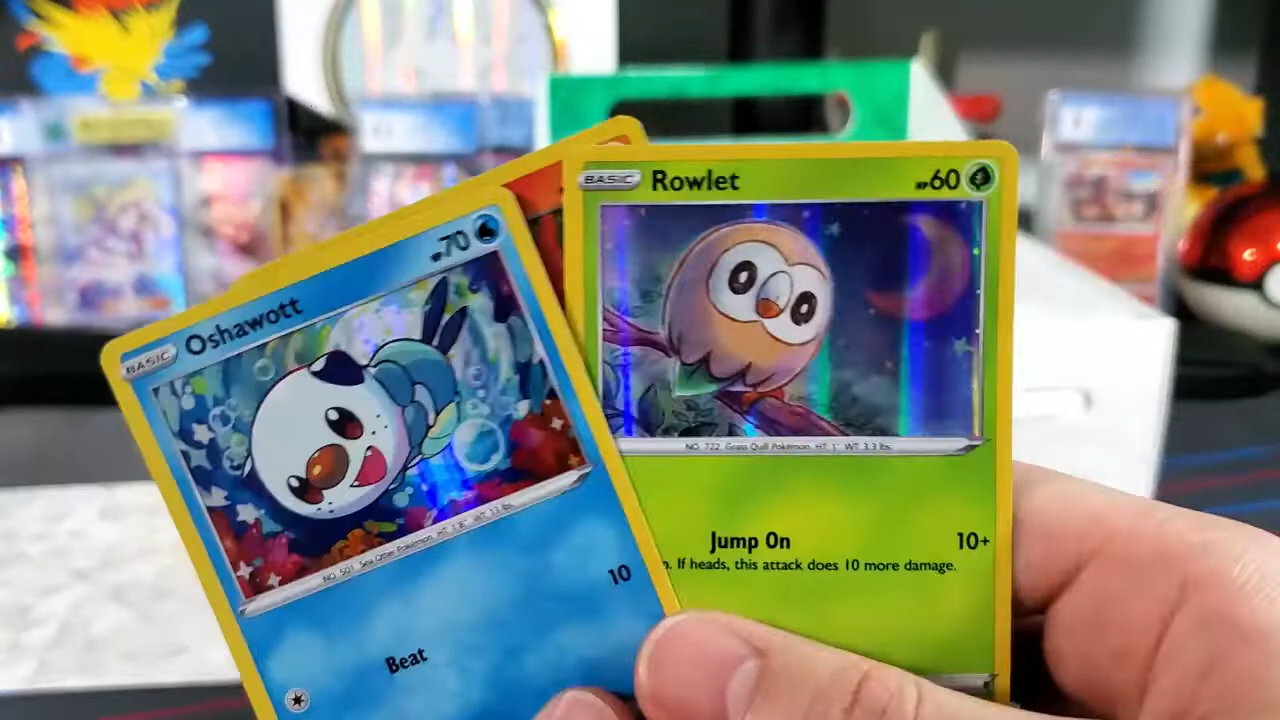 BASIC Oshawott HP 70
NO. 501 Sea Otter Pokémon HT: 1'8" WT: 13 lbs.
Beat 10
BASIC Rowlet HP 60
NO. 722 Grass Quill Pokémon HT: 1' WT: 3.3 lbs.
Jump On 10+
. If heads, this attack does 10 more damage.